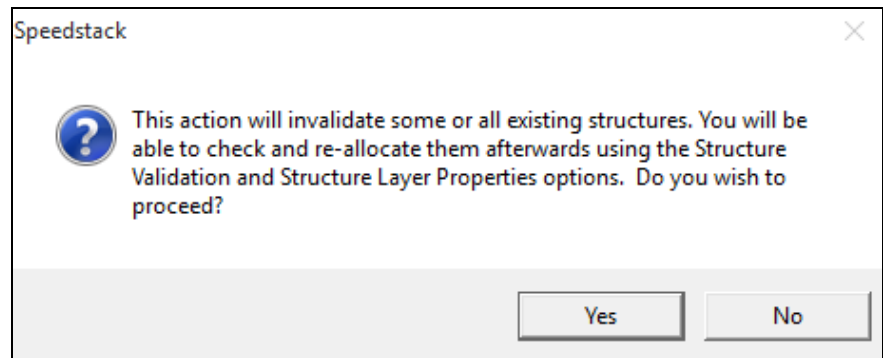 Speedstack
This action will invalidate some or all existing structures. You will be
able to check and re-allocate them afterwards using the Structure
Validation and Structure Layer Properties options.  Do you wish to
proceed?
Yes
No